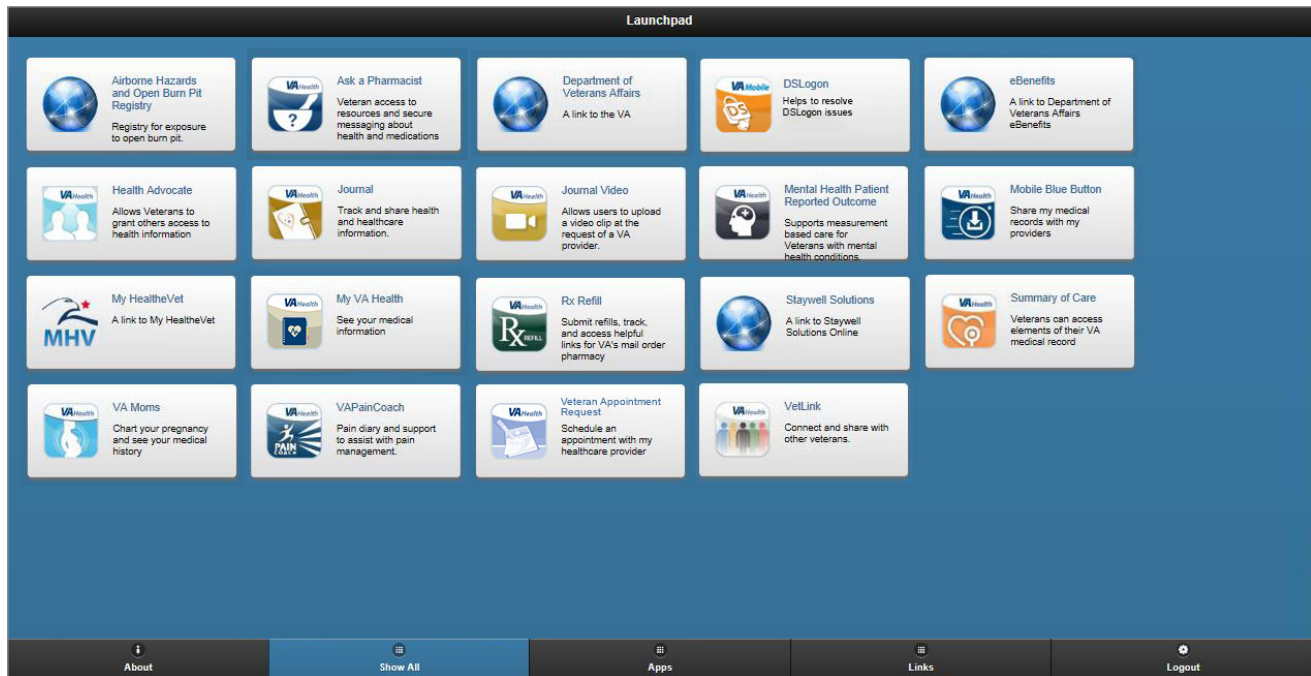 Launchpad
Airborne Hazards
and Open Burn Pit
Registry
Registry for exposure
to open burn pit.
VA Health
?
Ask a Pharmacist
Veteran access to
resources and secure
messaging about
health and medications
Department of
Veterans Affairs
A link to the VA
VA Mobile
DS
DSLogon
Helps to resolve
DSLogon issues
eBenefits
A link to Department of
Veterans Affairs
eBenefits
VA Health
Health Advocate
Allows Veterans to
grant others access to
health information
VA Health
Journal
Track and share health
and healthcare
information.
VA Health
Journal Video
Allows users to upload
a video clip at the
request of a VA
provider.
VA Health
Mental Health Patient
Reported Outcome
Supports measurement
based care for
Veterans with mental
health conditions.
VA Health
Mobile Blue Button
Share my medical
records with my
providers
MHV
My HealtheVet
A link to My HealtheVet
VA Health
My VA Health
See your medical
information
VA Health
Rx REFILL
Rx Refill
Submit refills, track,
and access helpful
links for VA's mail order
pharmacy
Staywell Solutions
A link to Staywell
Solutions Online
VA Health
Summary of Care
Veterans can access
elements of their VA
medical record
VA Health
VA Moms
Chart your pregnancy
and see your medical
history
VA Health
PAIN
COACH
VAPainCoach
Pain diary and support
to assist with pain
management.
VA Health
Veteran Appointment
Request
Schedule an
appointment with my
healthcare provider
VA Health
VetLink
Connect and share with
other veterans.
About
Show All
Apps
Links
Logout